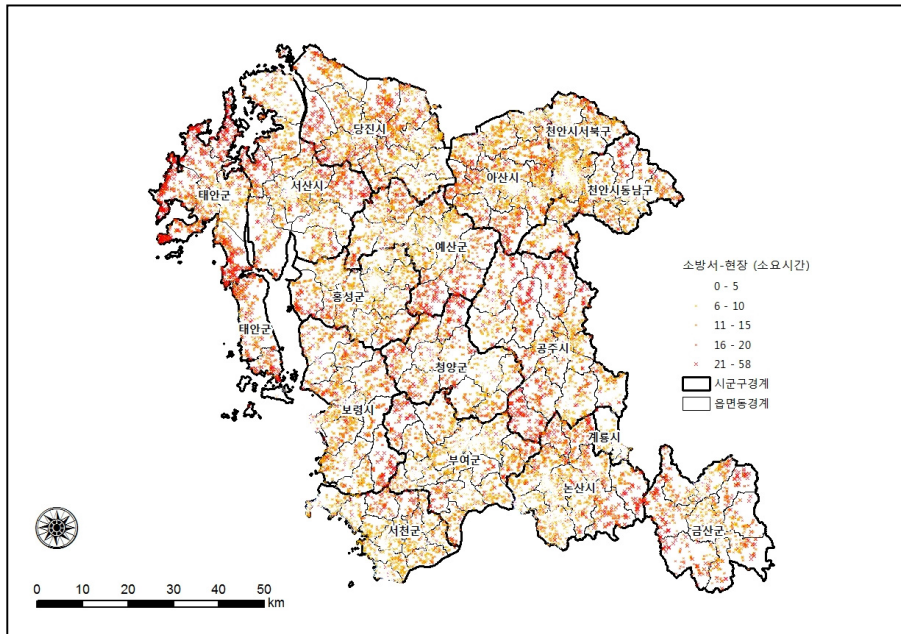 당진시
천안시서북구
아산시
천안시동남구
서산시
태안군
예산군
홍성군
태안군
공주시
청양군
보령시
계룡시
부여군
논산시
서천군
금산군
소방서-현장 (소요시간)
0 - 5
6 - 10
11 - 15
16 - 20
21 - 58
시군구경계
읍면동경계
0 10 20 30 40 50
km